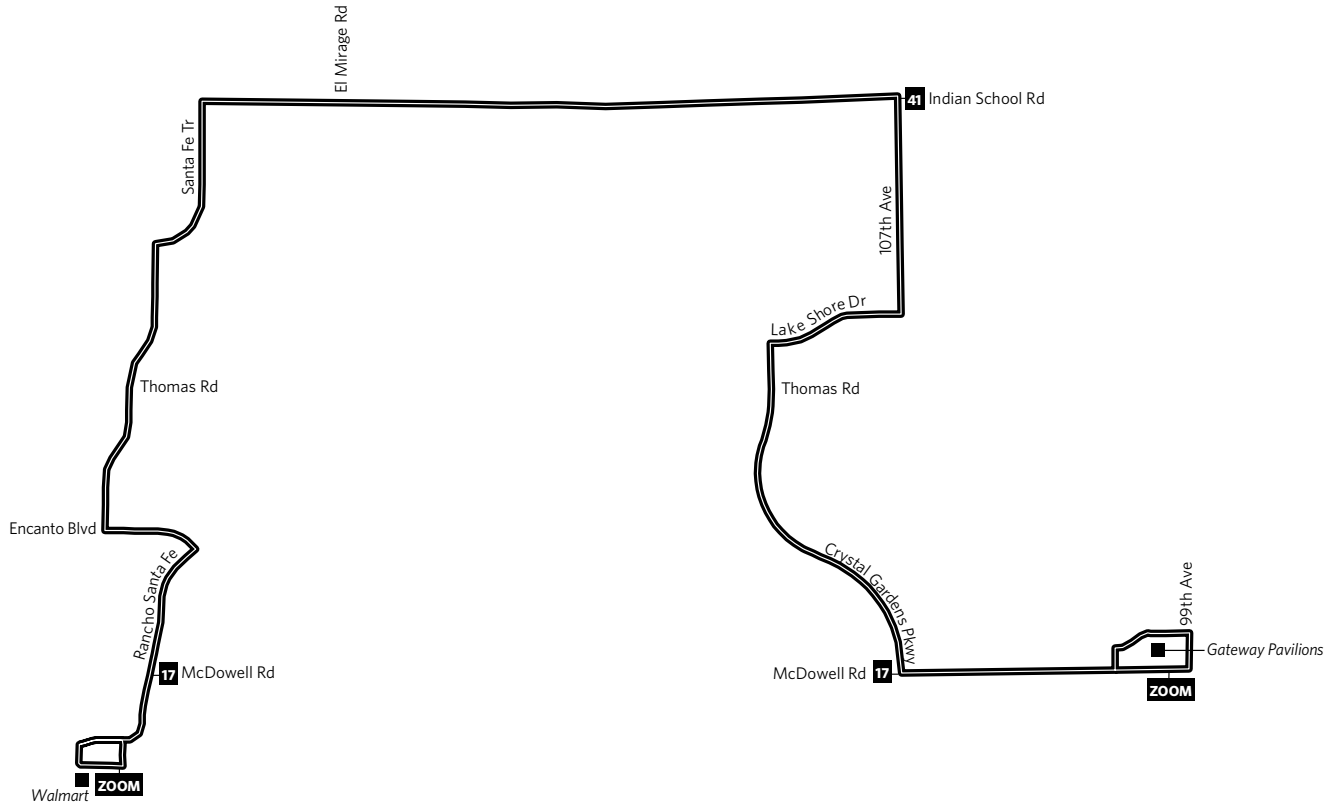 El Mirage Rd
41 Indian School Rd
Santa Fe Tr
107th Ave
Lake Shore Dr
Thomas Rd
Thomas Rd
Encanto Blvd
Rancho Santa Fe
Crystal Gardens Pkwy
99th Ave
Gateway Pavilions
17 McDowell Rd
McDowell Rd 17
ZOOM
ZOOM
Walmart